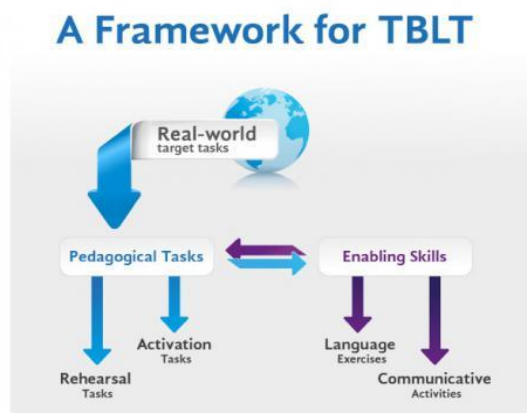 A Framework for TBLT
Real-world
target tasks
Pedagogical Tasks
Enabling Skills
Activation
Tasks
Language
Exercises
Rehearsal
Tasks
Communicative
Activities